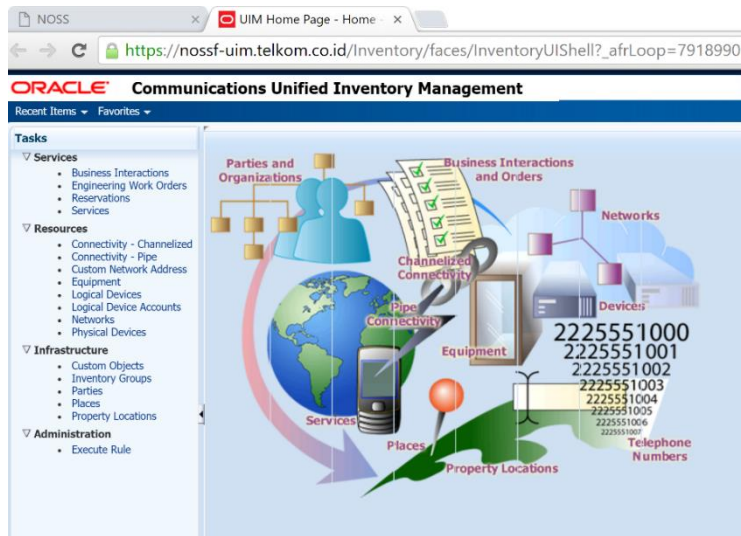 NOSS
UIM Home Page - Home -
https://nossf-uim.telkom.co.id/Inventory/faces/InventoryUIShell?_afrLoop=7918990
ORACLE® Communications Unified Inventory Management
Recent Items Favorites
Tasks
Services
Business Interactions
Engineering Work Orders
Reservations
Services
Resources
Connectivity - Channelized
Connectivity - Pipe
Custom Network Address
Equipment
Logical Devices
Logical Device Accounts
Networks
Physical Devices
Infrastructure
Custom Objects
Inventory Groups
Parties
Places
Property Locations
Administration
Execute Rule
Parties and
Organizations
Business Interactions
and Orders
Networks
Channelized
Connectivity
Pipe
Connectivity
Devices
Equipment
2225551000
2225551001
2225551002
2225551003
2225551004
2225551005
2225551006
2225551007
Services
Places
Property Locations
Telephone
Numbers